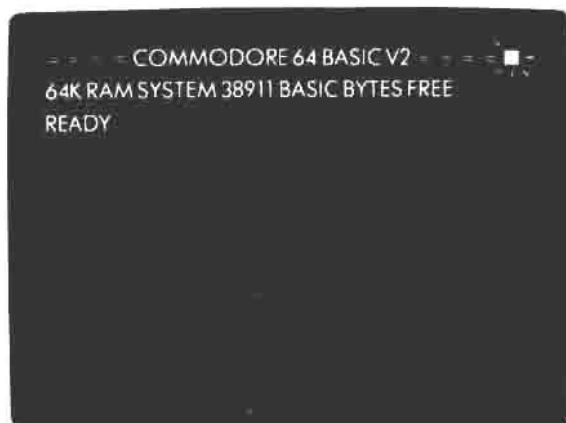 = = = = COMMODORE 64 BASIC V2 = = = =
64K RAM SYSTEM 38911 BASIC BYTES FREE
READY